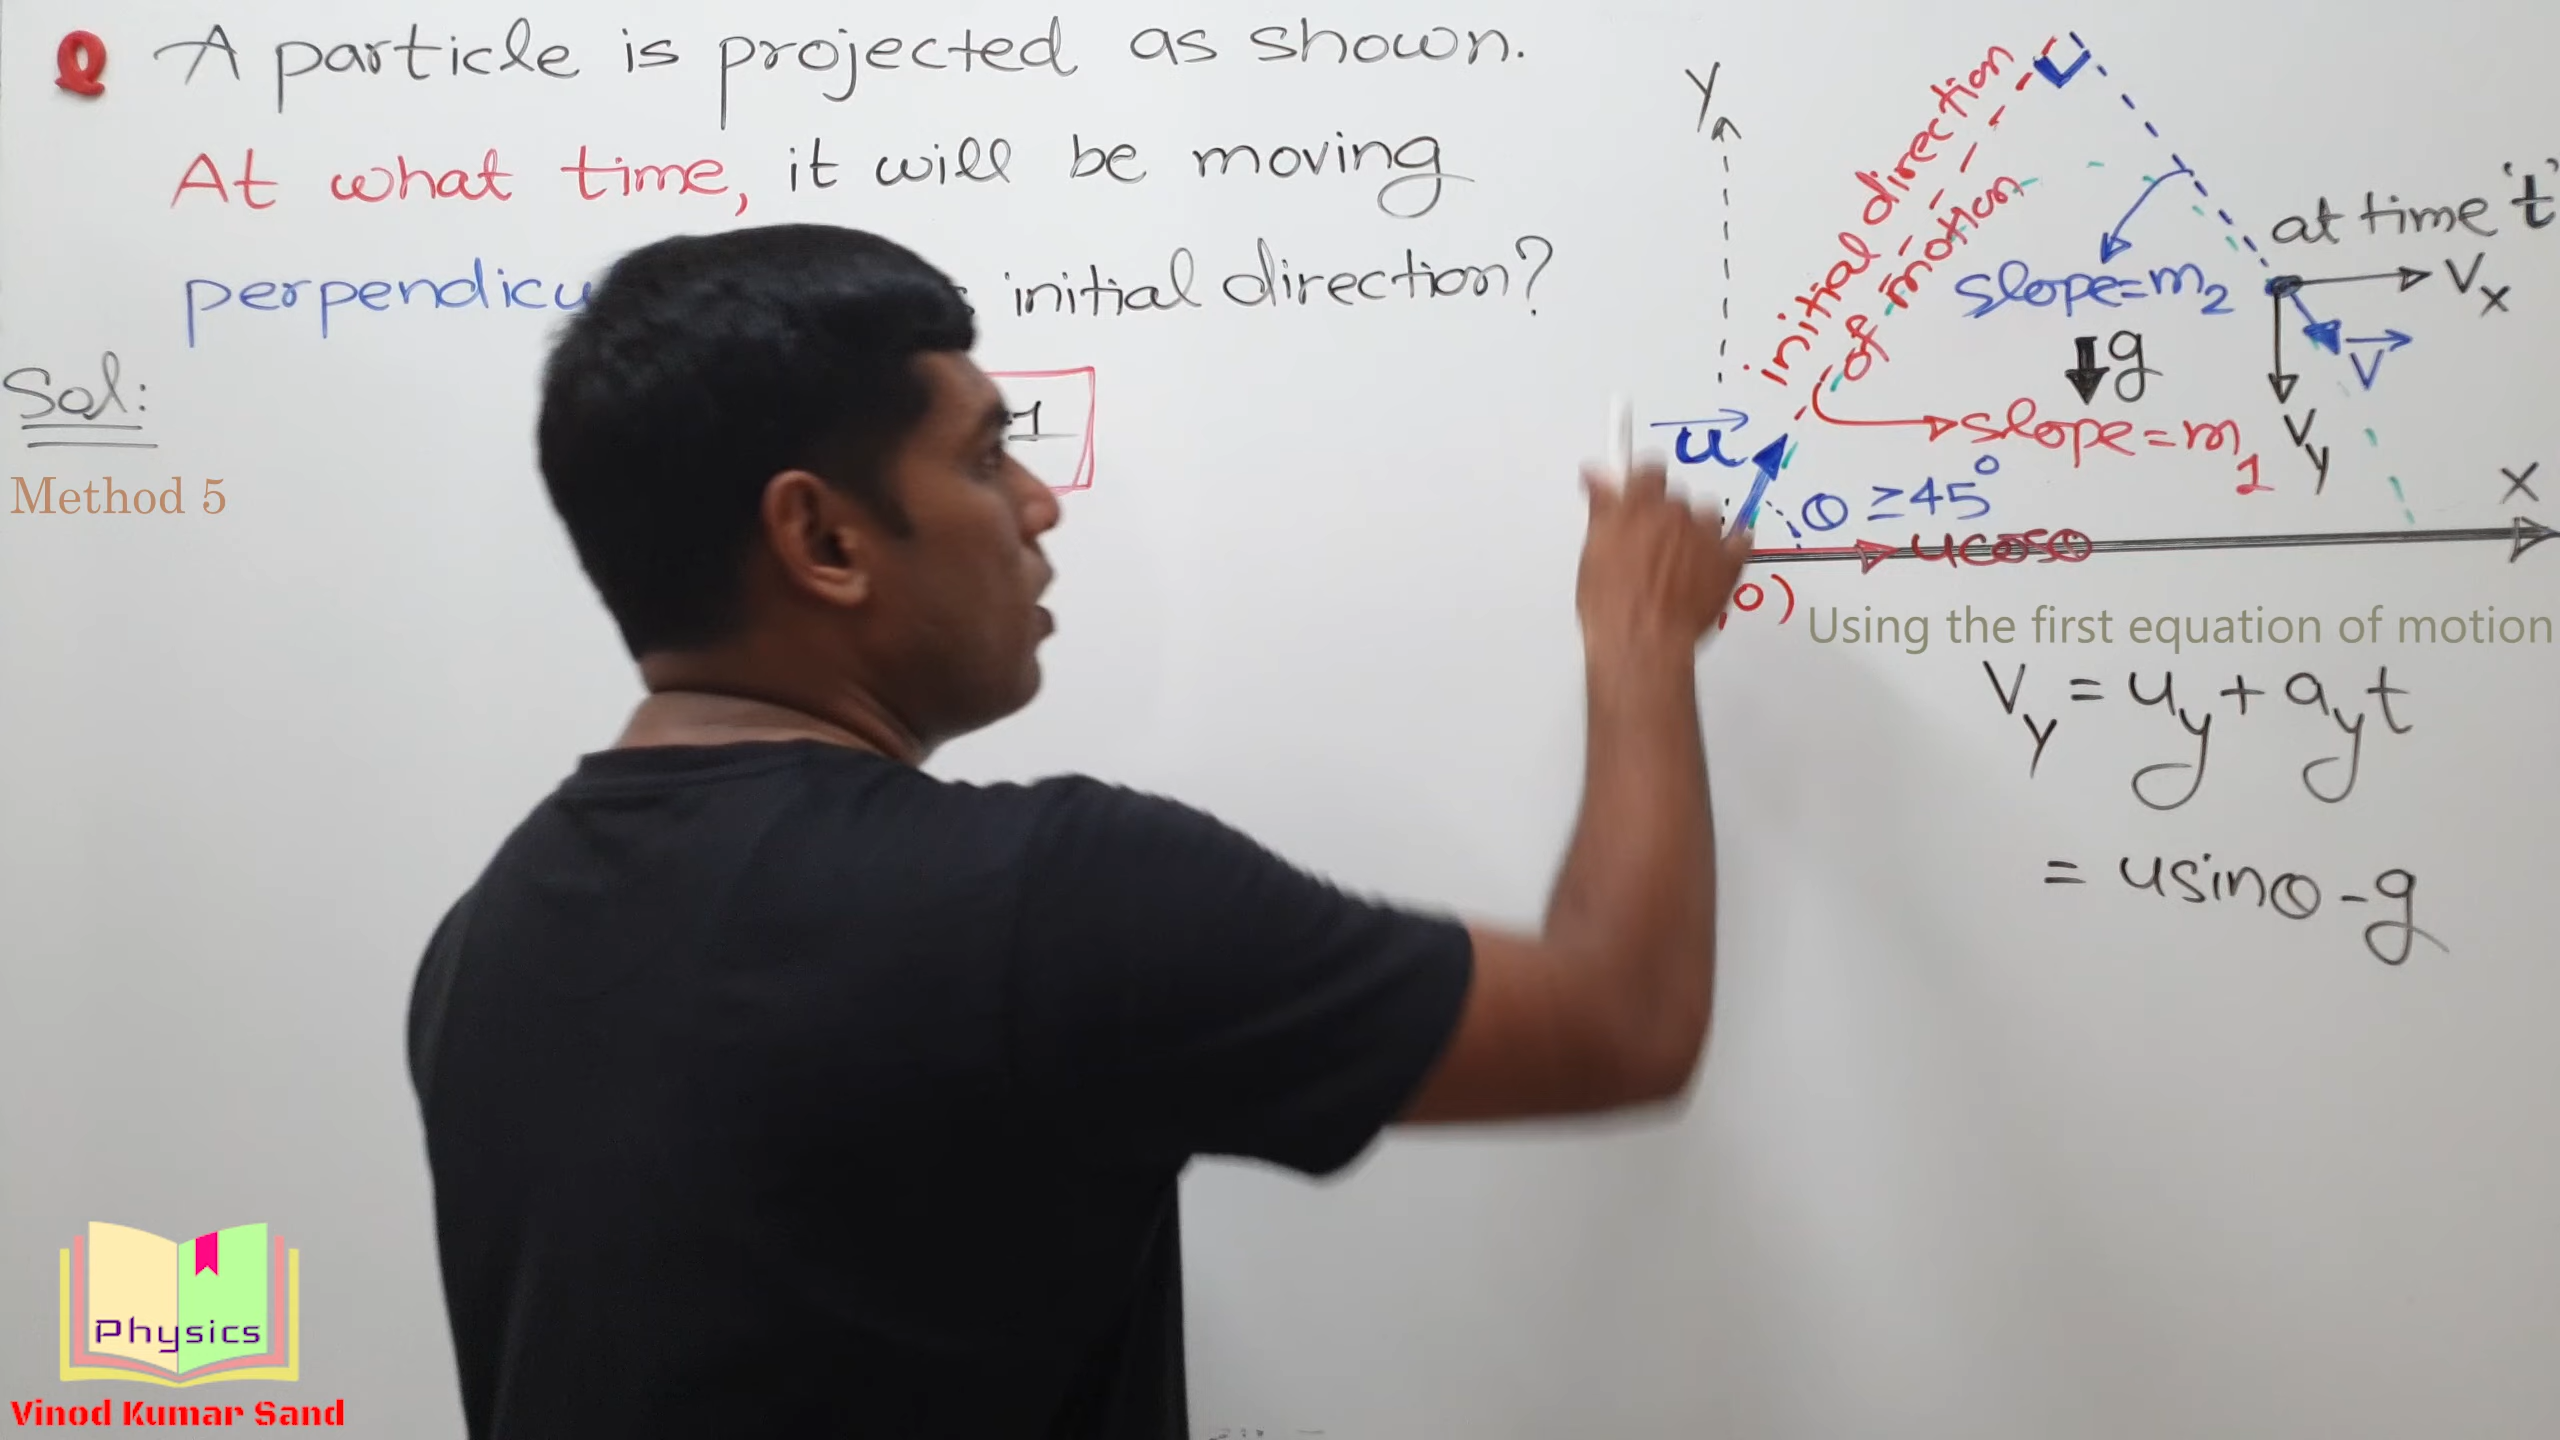 Q A particle is projected as shown.
At what time, it will be moving
initial direction?
Sol:
Method 5
-1
Y
initial direction
of motion
at time 't'
Vx
slope=m2
g
V
slope=m1
Vy
u
θ ≥45°
X
ucosθ
,0)
Using the first equation of motion
Vy = uy + ayt
= usinθ - g
Physics
Vinod Kumar Sand